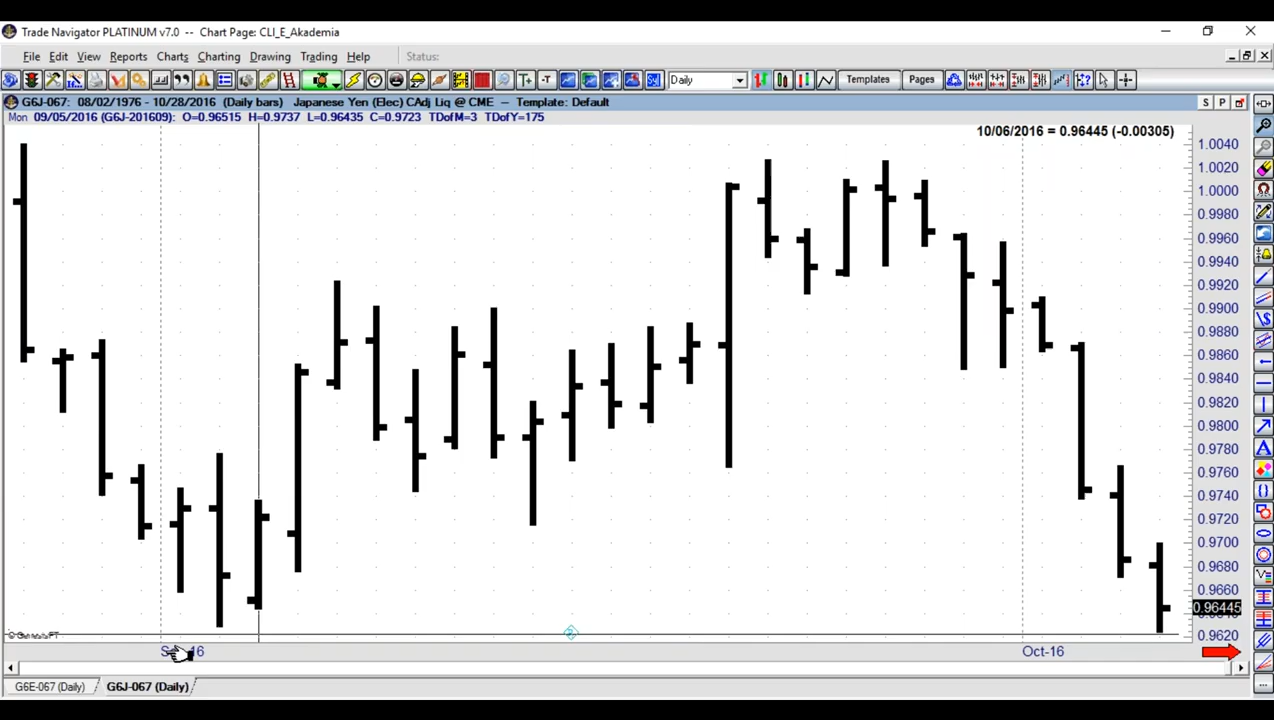 Trade Navigator PLATINUM v7.0 -- Chart Page: CLI_E_Akademia
File Edit View Reports Charts Charting Drawing Trading Help Status:
Daily Templates Pages
G6J-067: 08/02/1976 - 10/28/2016 (Daily bars) Japanese Yen (Elec) CAdj Liq @ CME – Template: Default S P
Mon 09/05/2016 (G6J-201609): O=0.96515 H=0.9737 L=0.96435 C=0.9723 TDofM=3 TDofY=175
10/06/2016 = 0.96445 (-0.00305)
1.0040
1.0020
1.0000
0.9980
0.9960
0.9940
0.9920
0.9900
0.9880
0.9860
0.9840
0.9820
0.9800
0.9780
0.9760
0.9740
0.9720
0.9700
0.9680
0.9660
0.96445
0.9620
© GenesisFT
Oct-16
G6E-067 (Daily) G6J-067 (Daily)